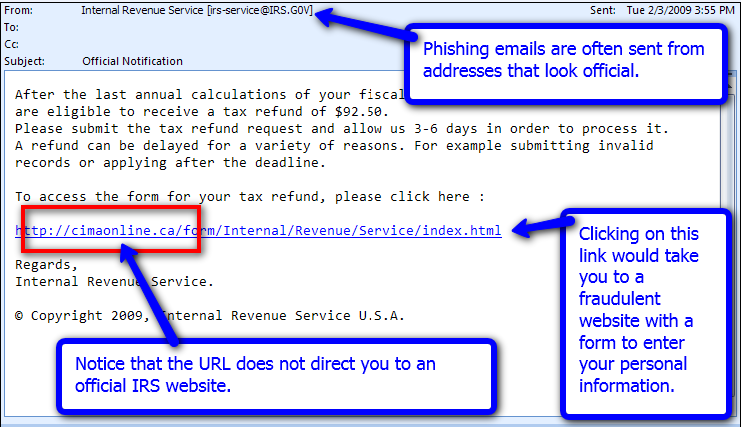 From: Internal Revenue Service [irs-service@IRS.G0V] Sent: Tue 2/3/2009 3:55 PM
To:
Cc:
Subject: Official Notification
Phishing emails are often sent from
addresses that look official.
After the last annual calculations of your fiscal
are eligible to receive a tax refund of $92.50.
Please submit the tax refund request and allow us 3-6 days in order to process it.
A refund can be delayed for a variety of reasons. For example submitting invalid
records or applying after the deadline.
To access the form for your tax refund, please click here :
http://cimaonline.ca/form/Internal/Revenue/Service/index.html
Clicking on this
link would take
you to a
fraudulent
website with a
form to enter
your personal
information.
Regards,
Internal Revenue Service.
© Copyright 2009, Internal Revenue Service U.S.A.
Notice that the URL does not direct you to an
official IRS website.